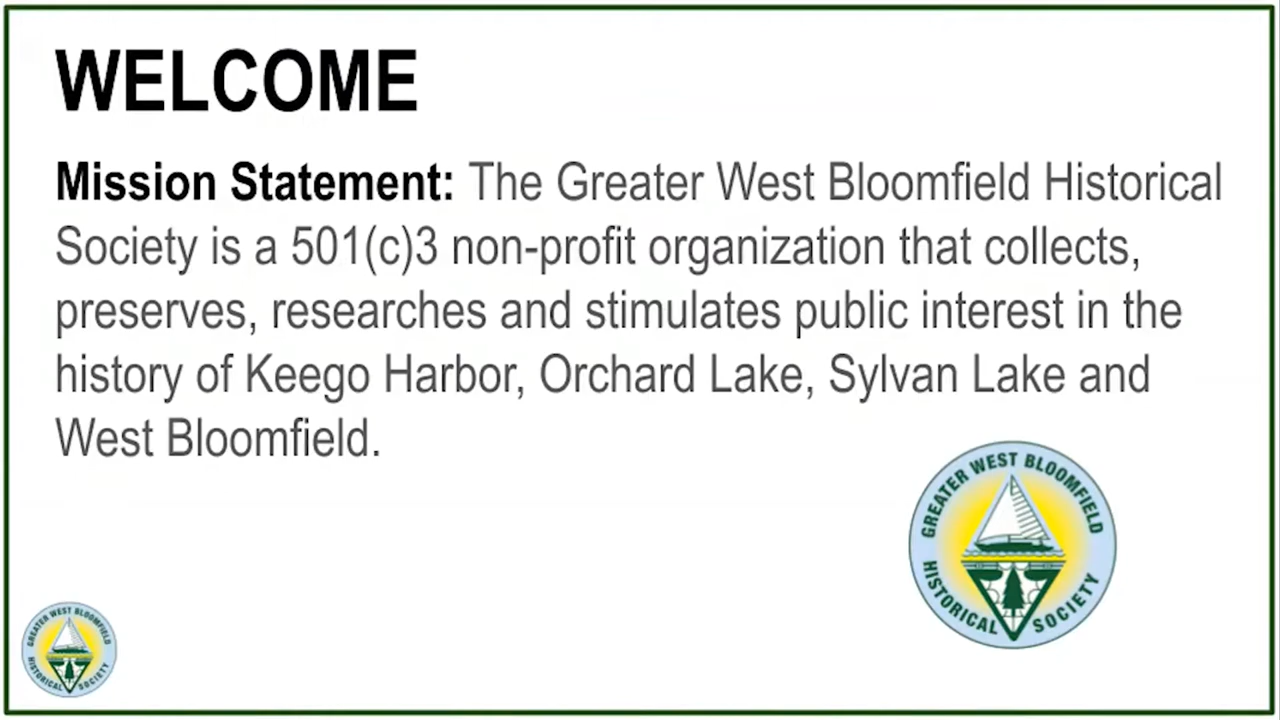 WELCOME
Mission Statement: The Greater West Bloomfield Historical
Society is a 501(c)3 non-profit organization that collects,
preserves, researches and stimulates public interest in the
history of Keego Harbor, Orchard Lake, Sylvan Lake and
West Bloomfield.
GREATER WEST BLOOMFIELD
HISTORICAL SOCIETY
GREATER WEST BLOOMFIELD
HISTORICAL SOCIETY